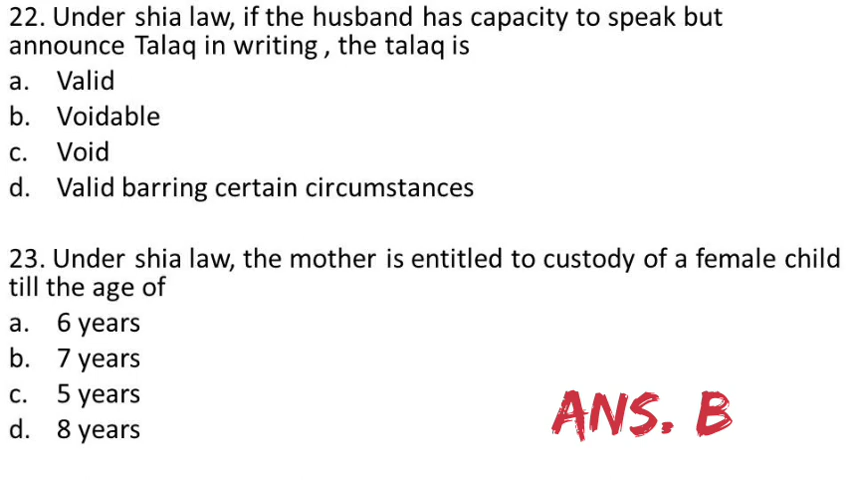 22. Under shia law, if the husband has capacity to speak but
announce Talaq in writing , the talaq is
a. Valid
b. Voidable
c. Void
d. Valid barring certain circumstances
23. Under shia law, the mother is entitled to custody of a female child
till the age of
a. 6 years
b. 7 years
c. 5 years
d. 8 years
ANS. B